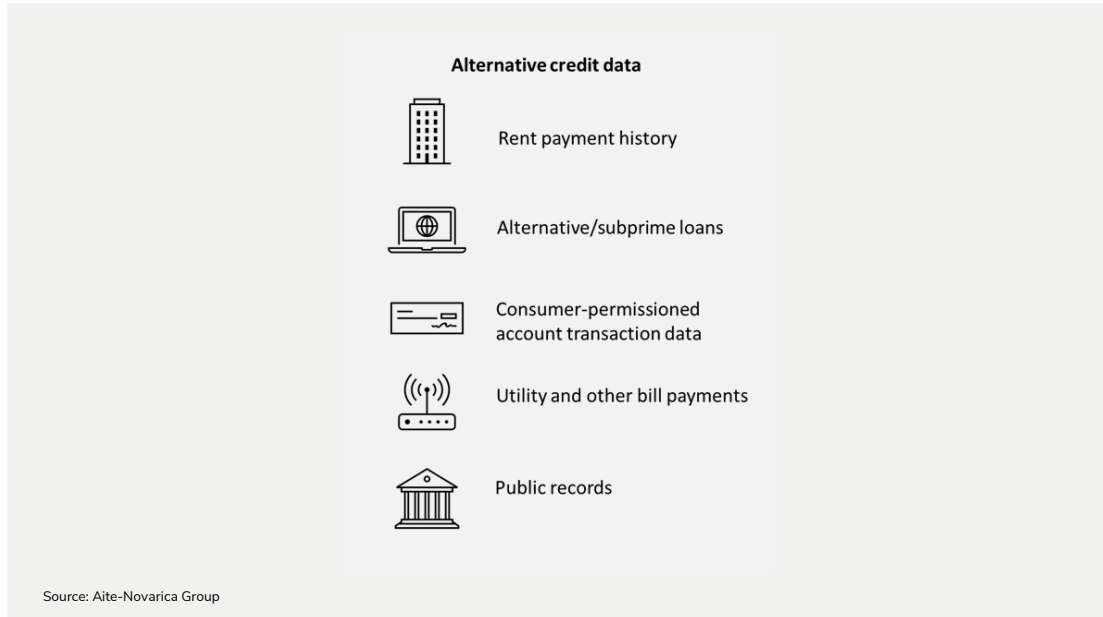 Alternative credit data
Rent payment history
Alternative/subprime loans
Consumer-permissioned
account transaction data
Utility and other bill payments
Public records
Source: Aite-Novarica Group